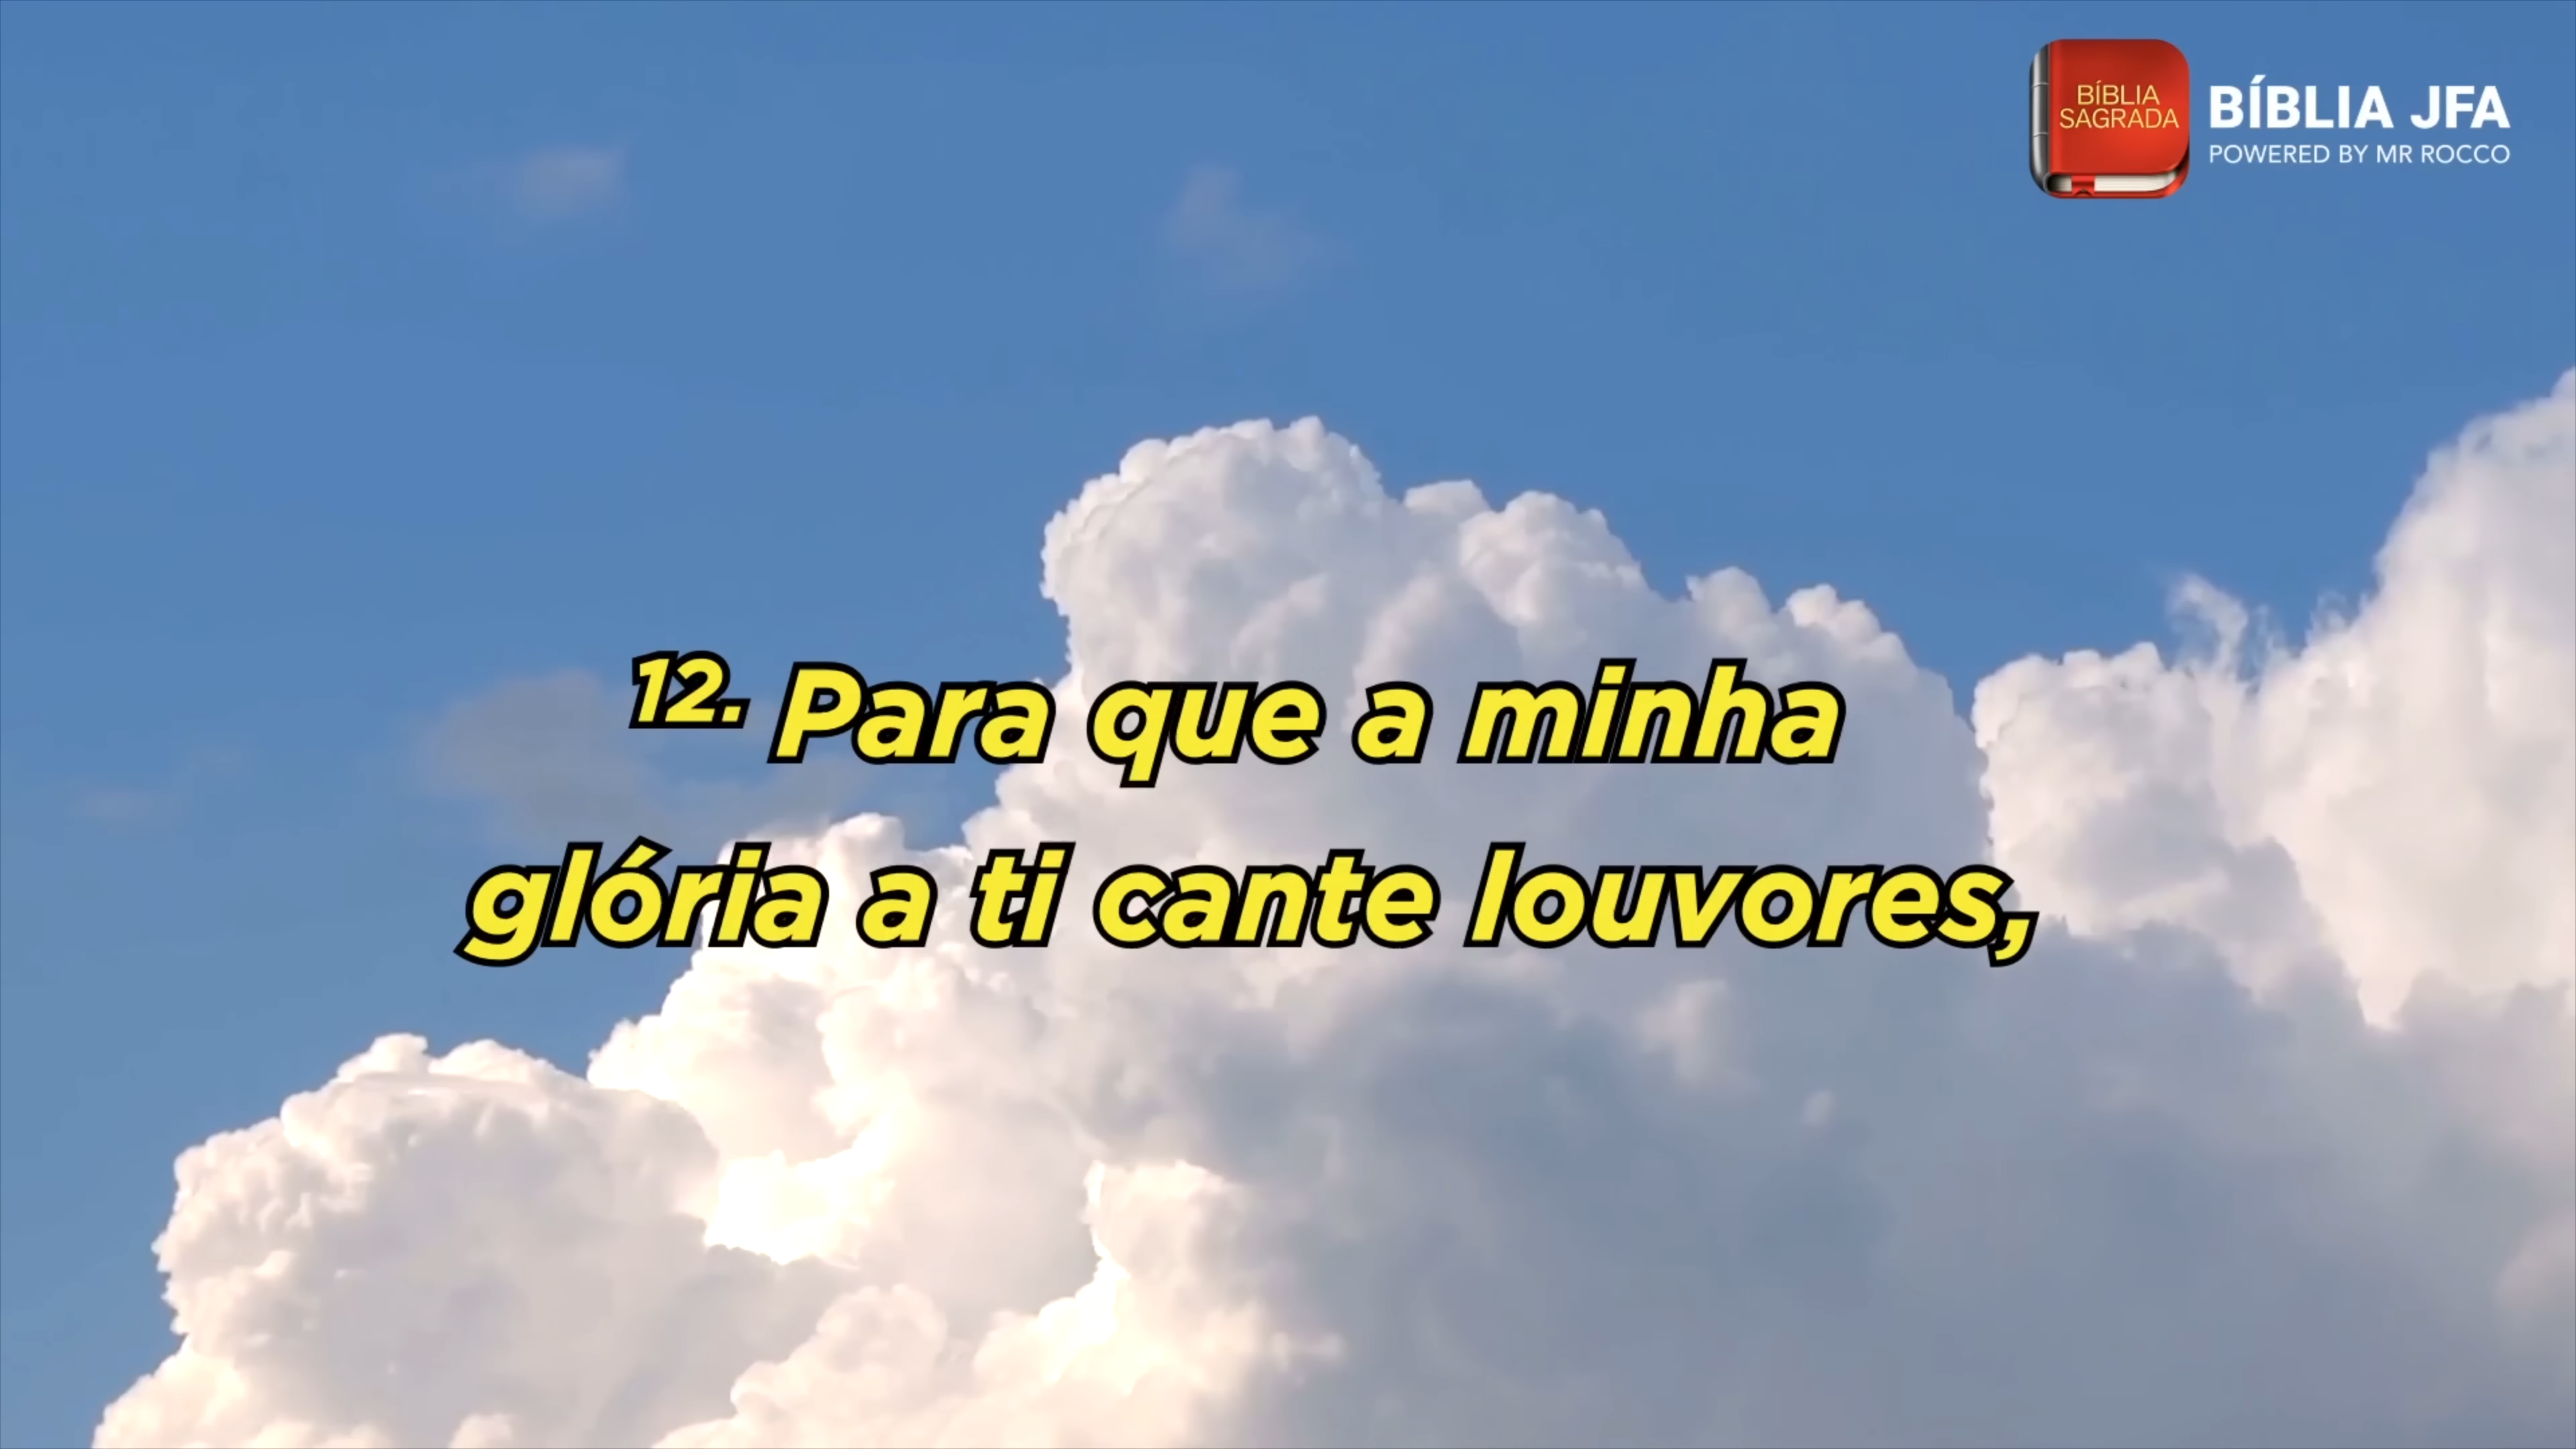 BÍBLIA
SAGRADA
BÍBLIA JFA
POWERED BY MR ROCCO
12. Para que a minha
glória a ti cante louvores,